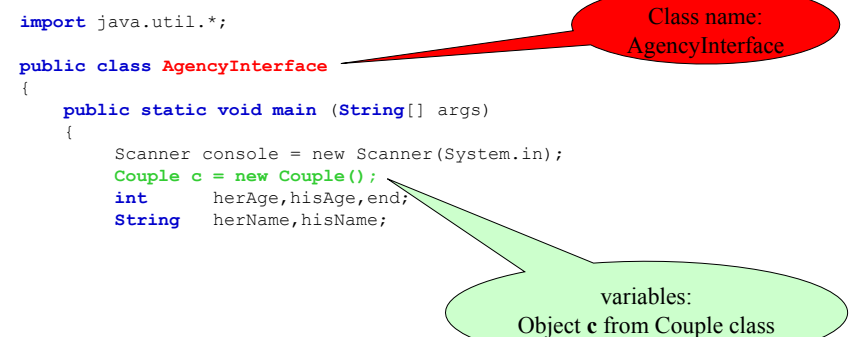 import java.util.*;
Class name:
AgencyInterface
public class AgencyInterface
{
public static void main (String[] args)
{
Scanner console = new Scanner(System.in);
Couple c = new Couple();
int herAge,hisAge,end;
String herName,hisName;
variables:
Object c from Couple class